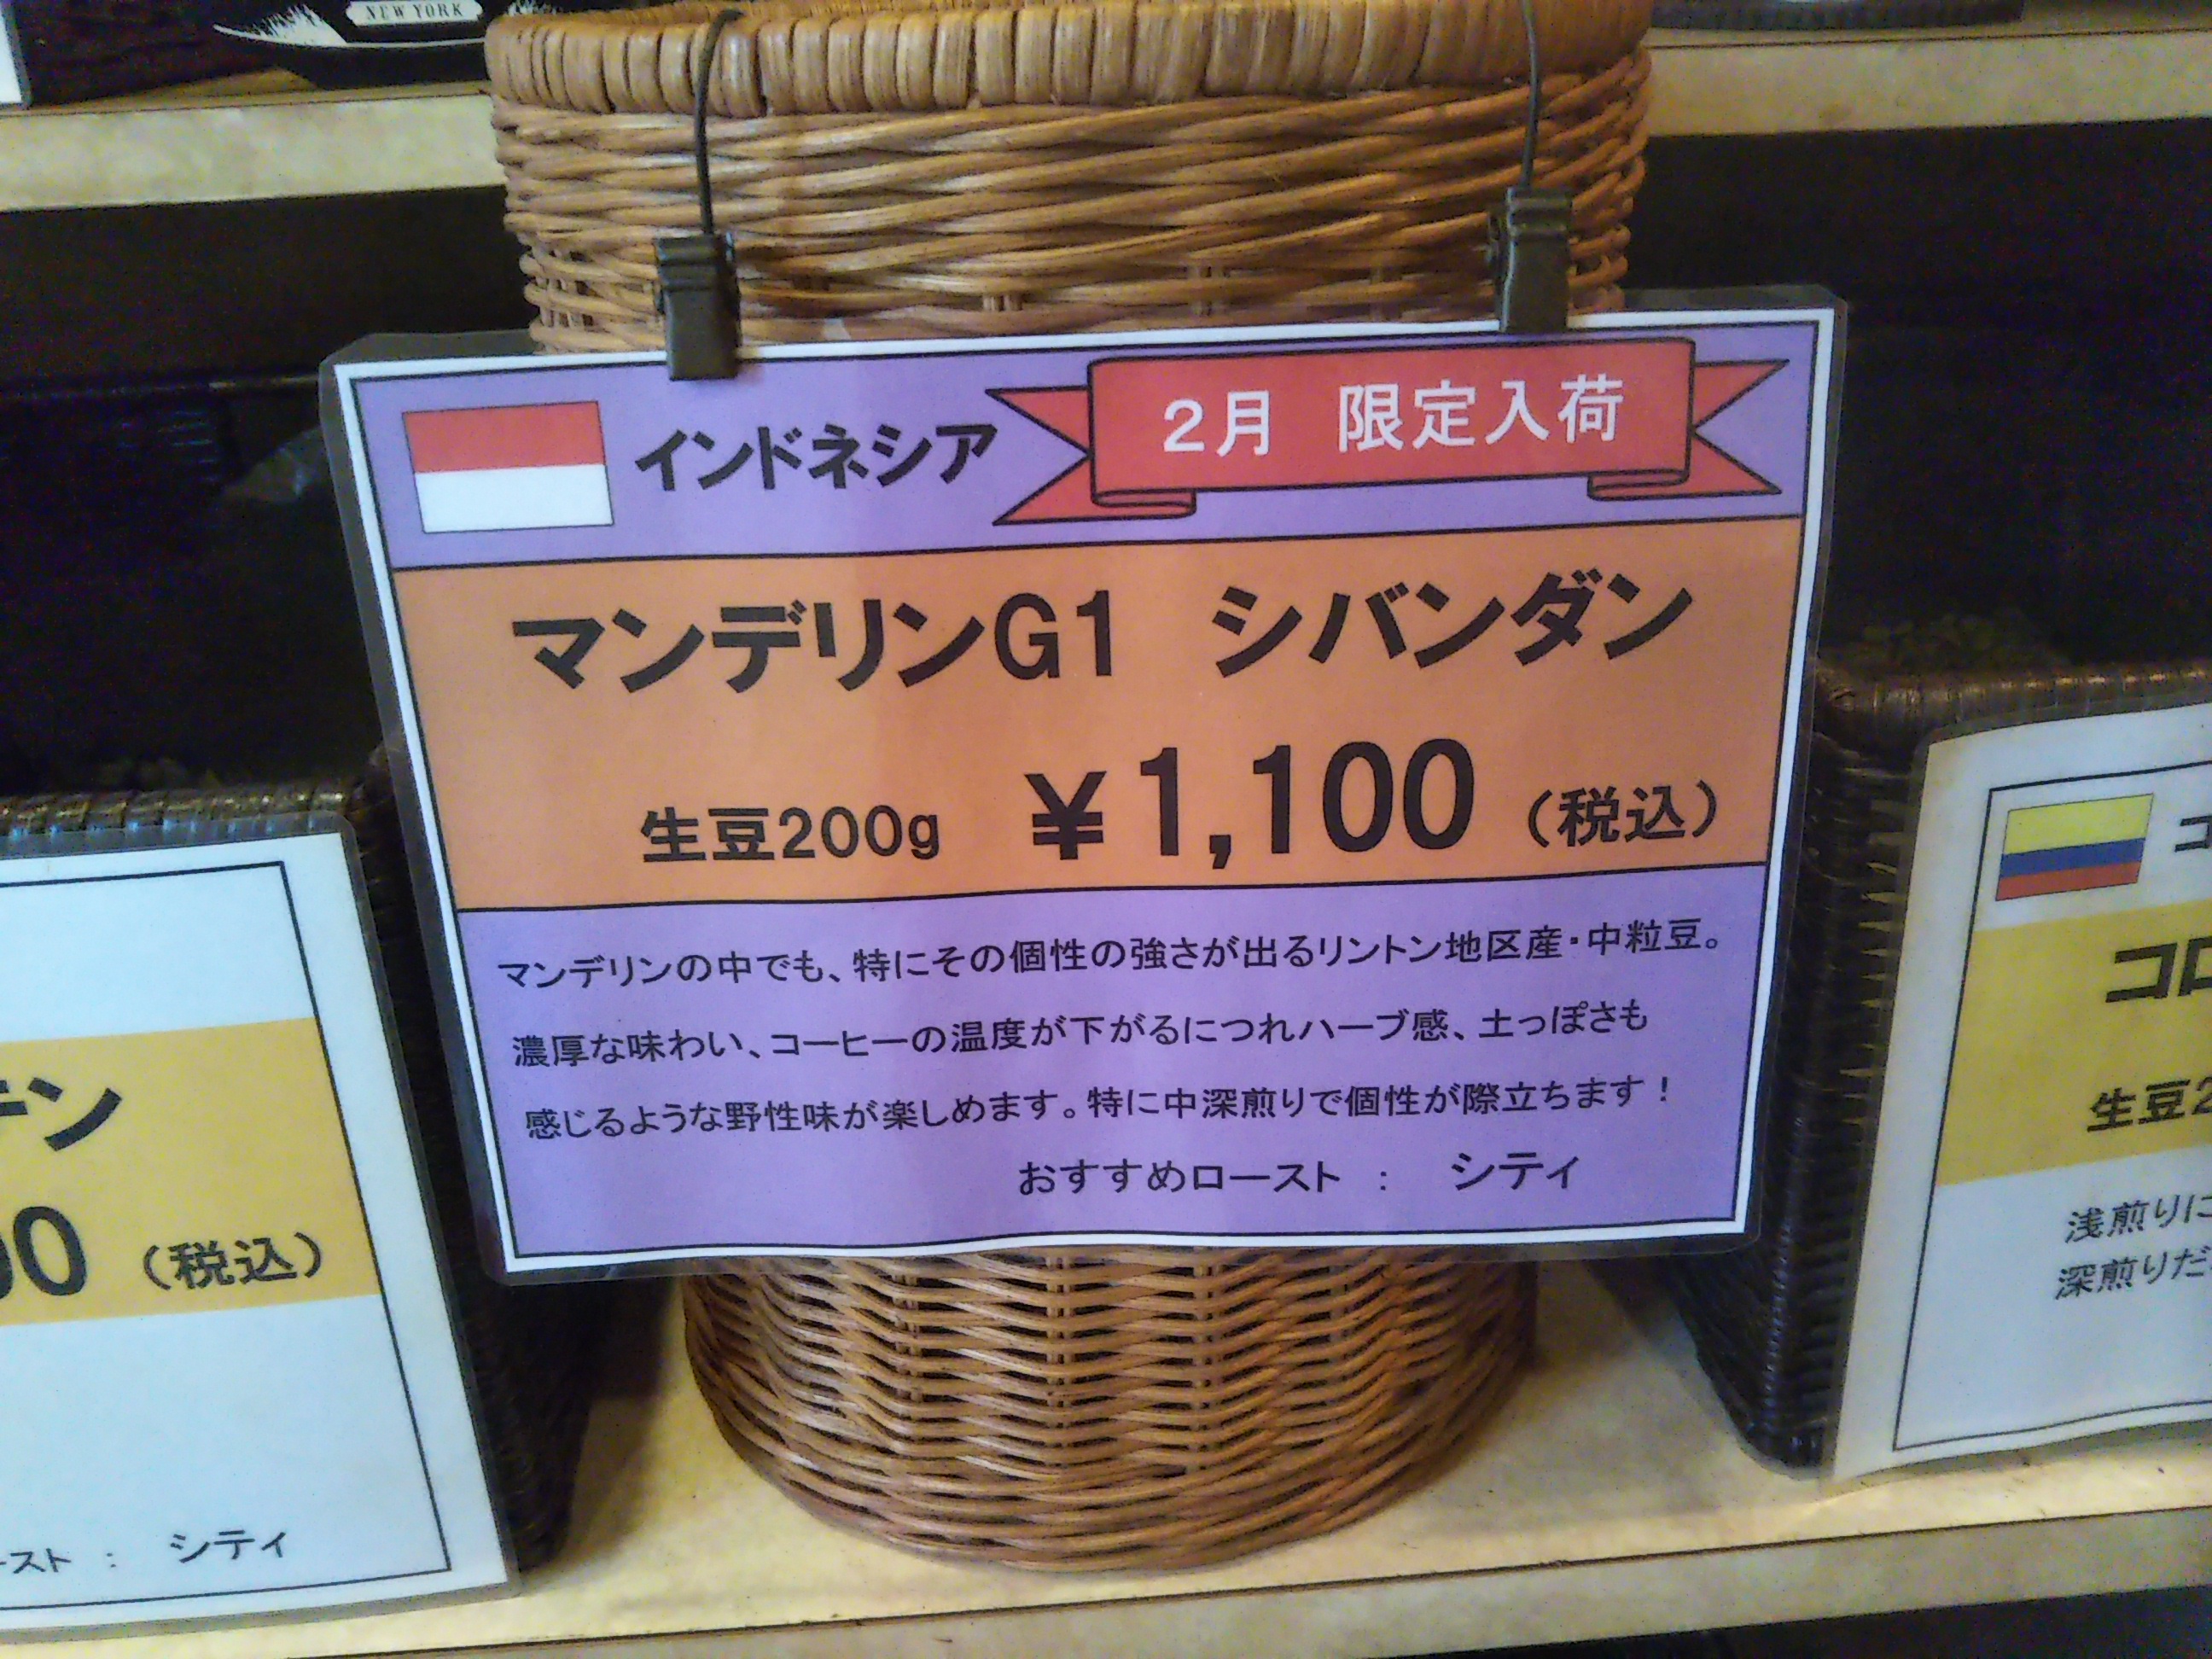 NEW YORK
インドネシア
2月 限定入荷
マンデリンG1 シバンダン
生豆200g ¥1,100 (税込)
マンデリンの中でも、特にその個性の強さが出るリントン地区産・中粒豆。
濃厚な味わい、コーヒーの温度が下がるにつれハーブ感、土っぽさも
感じるような野性味が楽しめます。特に中深煎りで個性が際立ちます！
おすすめロースト : シティ
テン
00 (税込)
ースト : シティ
コ
コロ
生豆2
浅煎りに
深煎りだ